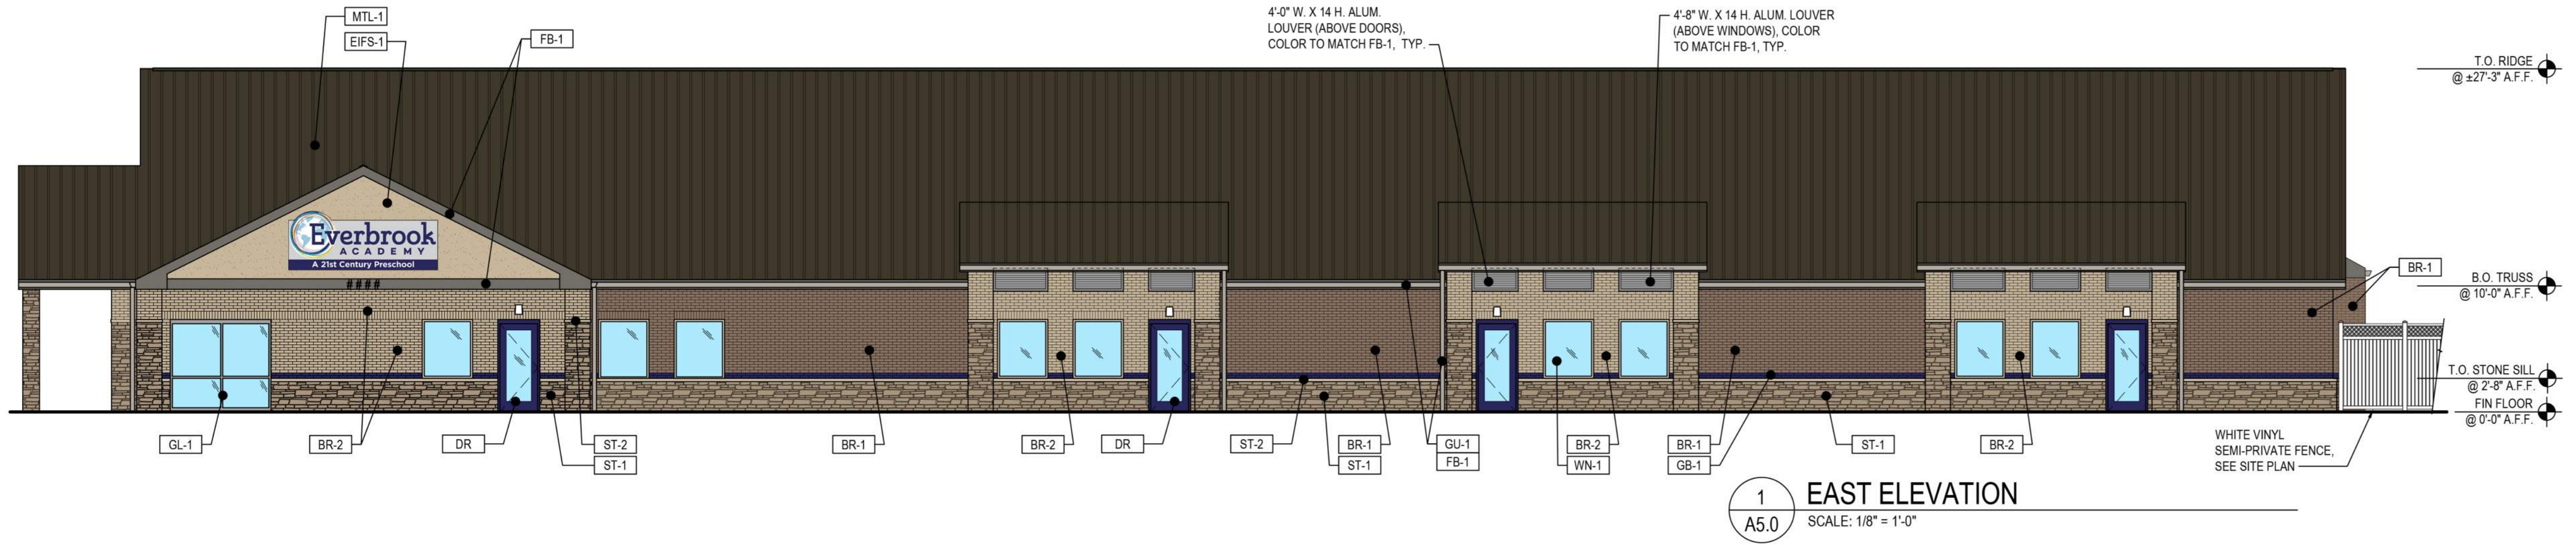 MTL-1
EIFS-1
FB-1
4'-0" W. X 14 H. ALUM.
LOUVER (ABOVE DOORS),
COLOR TO MATCH FB-1, TYP.
4'-8" W. X 14 H. ALUM. LOUVER
(ABOVE WINDOWS), COLOR
TO MATCH FB-1, TYP.
T.O. RIDGE
@ ±27'-3" A.F.F.
Everbrook
ACADEMY
A 21st Century Preschool
####
BR-1
B.O. TRUSS
@ 10'-0" A.F.F.
T.O. STONE SILL
@ 2'-8" A.F.F.
FIN FLOOR
@ 0'-0" A.F.F.
GL-1
BR-2
DR
ST-2
ST-1
BR-1
BR-2
DR
ST-2
BR-1
ST-1
GU-1
FB-1
BR-2
WN-1
BR-1
GB-1
ST-1
BR-2
WHITE VINYL
SEMI-PRIVATE FENCE,
SEE SITE PLAN
1
A5.0
EAST ELEVATION
SCALE: 1/8" = 1'-0"